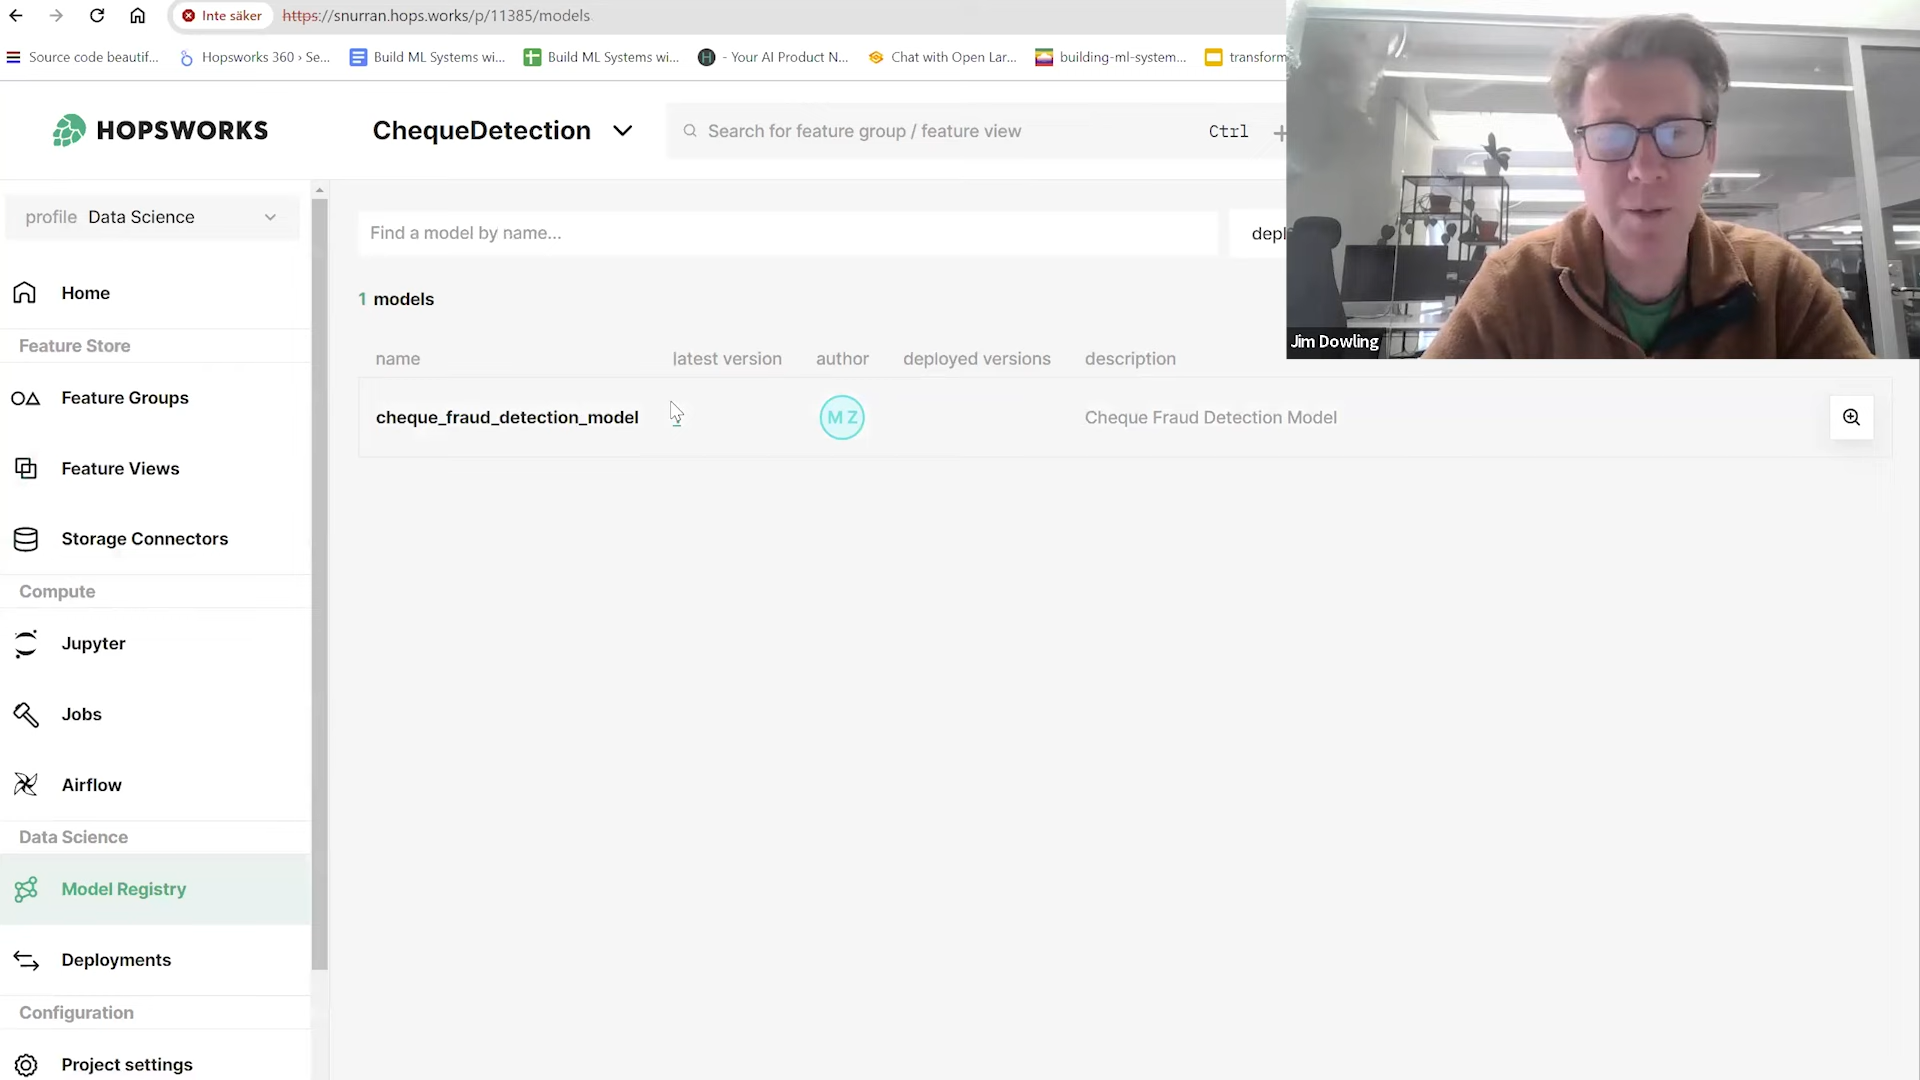 Inte säker https://snurran.hops.works/p/11385/models
Source code beautif... Hopsworks 360 › Se... Build ML Systems wi... Build ML Systems wi... - Your AI Product N... Chat with Open Lar... building-ml-system... transform
HOPSWORKS ChequeDetection Search for feature group / feature view Ctrl +
profile Data Science
Find a model by name...
depl
Home
1 models
Jim Dowling
Feature Store
name latest version author deployed versions description
Feature Groups
cheque_fraud_detection_model M Z Cheque Fraud Detection Model
Feature Views
Storage Connectors
Compute
Jupyter
Jobs
Airflow
Data Science
Model Registry
Deployments
Configuration
Project settings